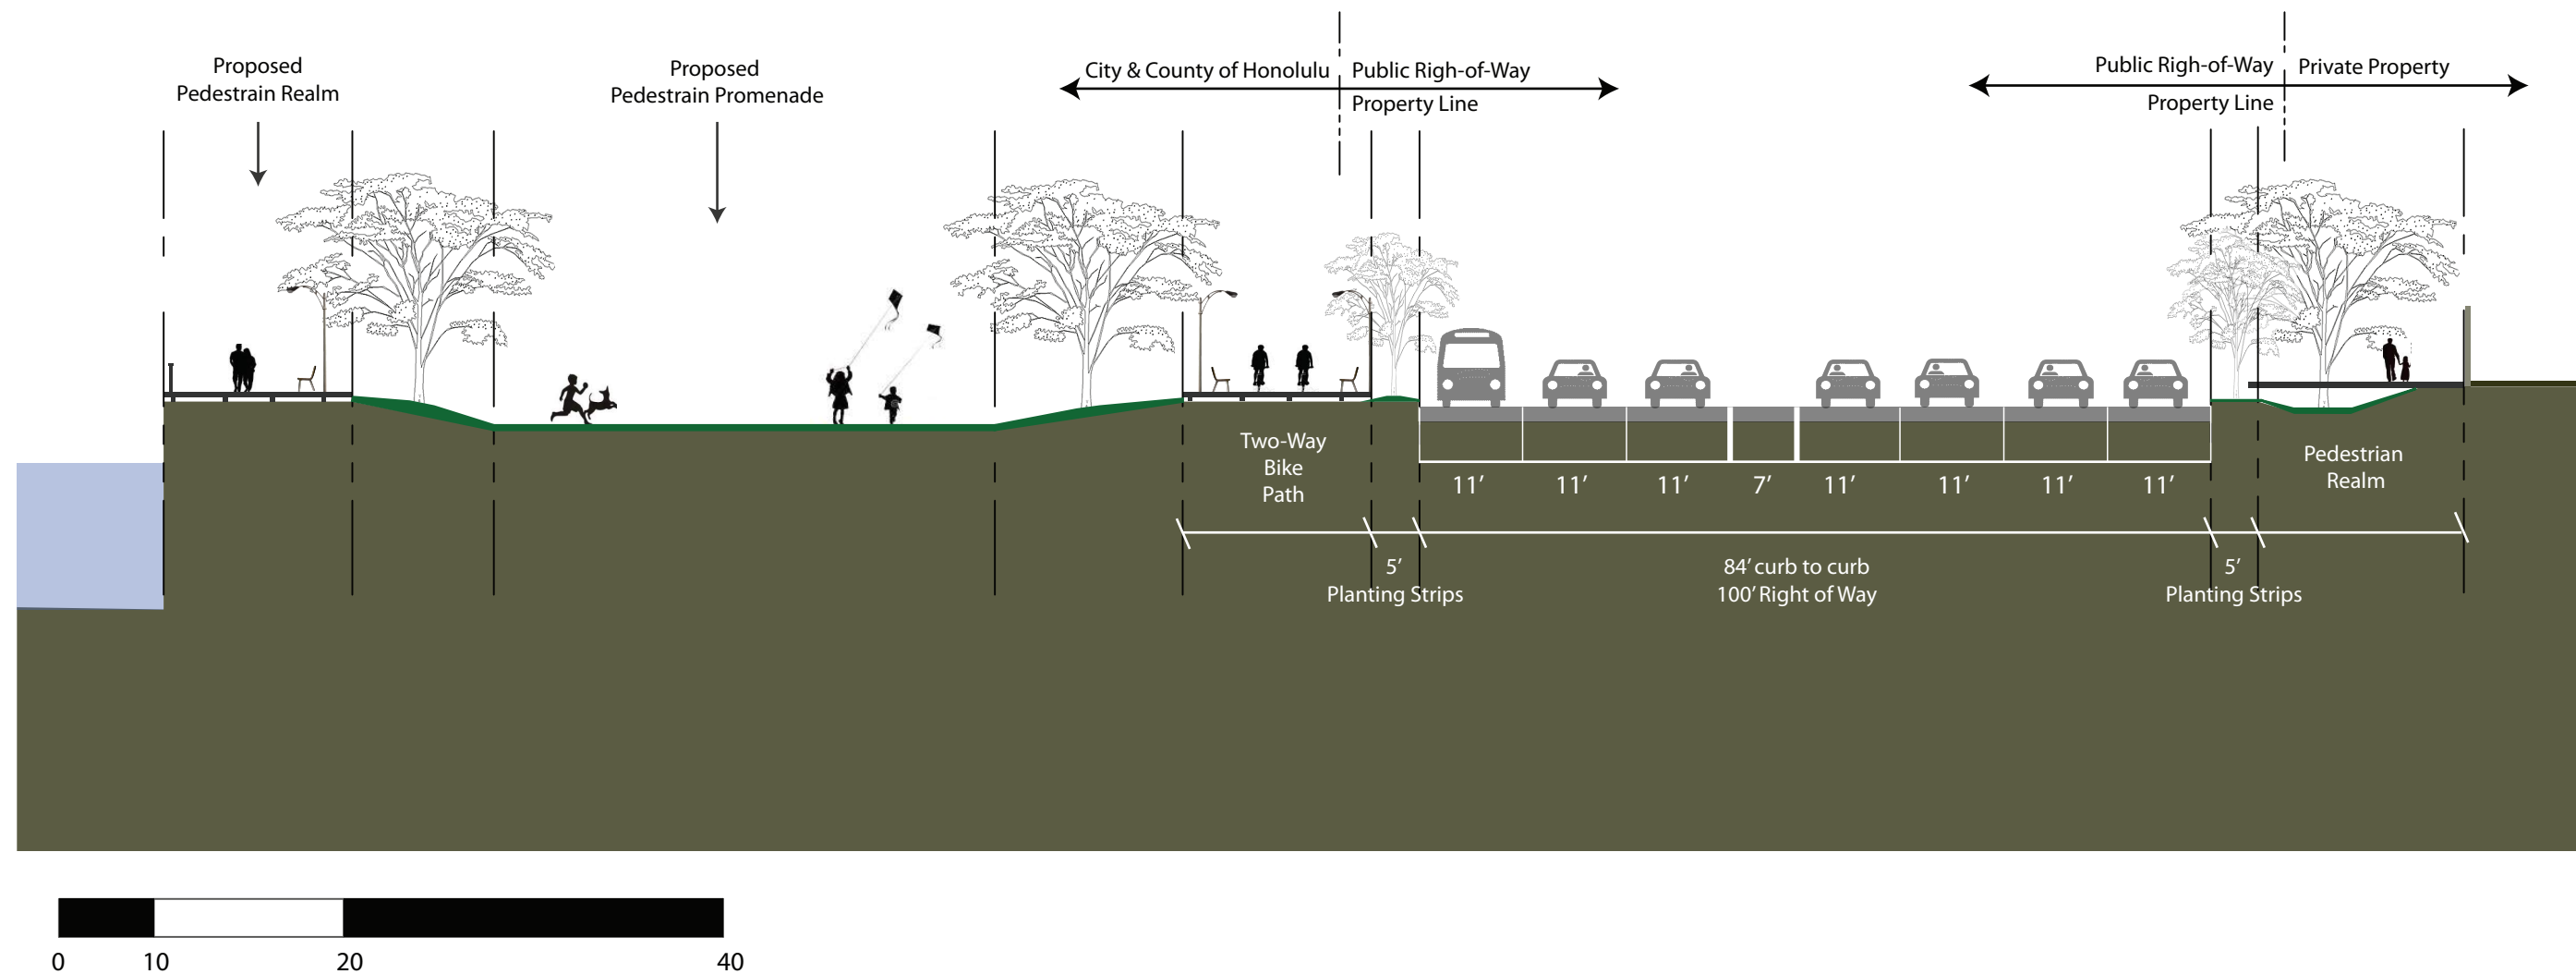 Proposed
Pedestrain Realm
Proposed
Pedestrain Promenade
City & County of Honolulu
Public Righ-of-Way
Property Line
Public Righ-of-Way
Private Property
Property Line
Two-Way
Bike
Path
11’
11’
11’
7’
11’
11’
11’
11’
Pedestrian
Realm
5’
Planting Strips
84’ curb to curb
100’ Right of Way
5’
Planting Strips
0
10
20
40